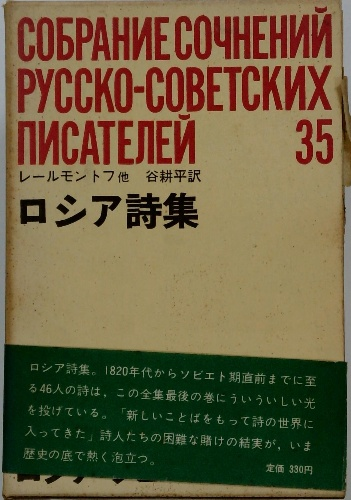 СОБРАНИЕ СОЧНЕНИЙ
РУССКО-СОВЕТСКИХ
ПИСАТЕЛЕЙ 35
レールモントフ他 谷耕平訳
ロシア詩集
ロシア詩集。1820年代からソビエト期直前までに至
る46人の詩は、この全集最後の巻にういういしい光
を投げている。「新しいことばをもって詩の世界に
入ってきた」詩人たちの困難な賭けの結実が、いま
歴史の底で熱く泡立つ。
定価 330円